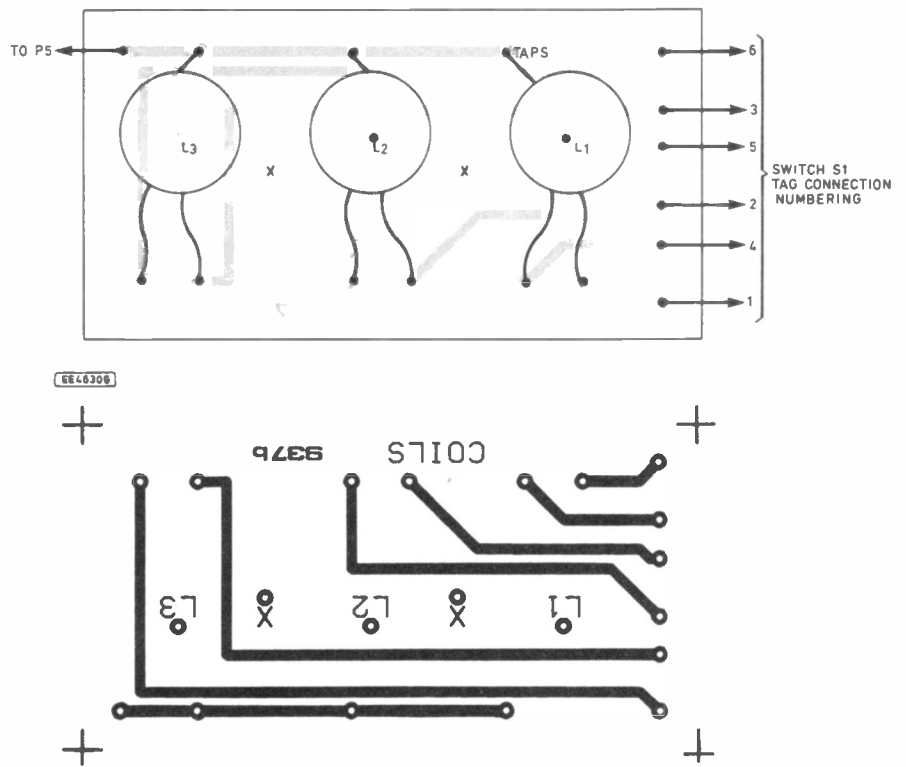 TO P5
TAPS
6
3
5
2
4
1
L3
L2
L1
X
X
SWITCH S1
TAG CONNECTION
NUMBERING
EE46306
937b
COILS
L3
X
L2
X
L1